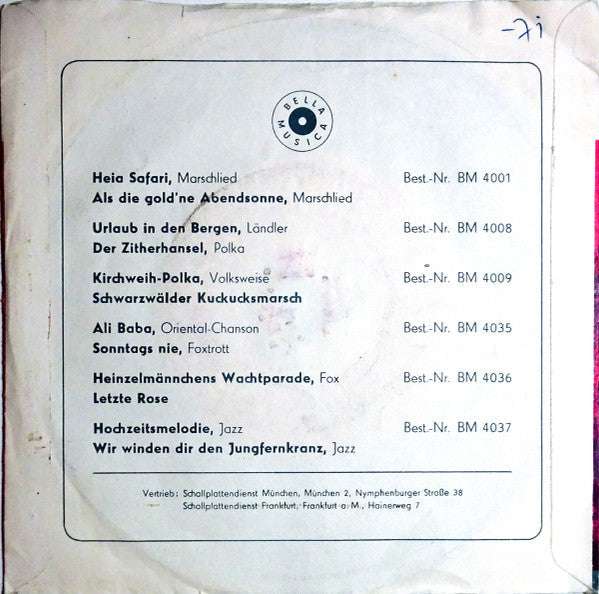 -7i
BELLA
MUSICA
Heia Safari, Marschlied Best.-Nr. BM 4001
Als die gold'ne Abendsonne, Marschlied
Urlaub in den Bergen, Ländler Best.-Nr. BM 4008
Der Zitherhansel, Polka
Kirchweih-Polka, Volksweise Best.-Nr. BM 4009
Schwarzwälder Kuckucksmarsch
Ali Baba, Oriental-Chanson Best.-Nr. BM 4035
Sonntags nie, Foxtrott
Heinzelmännchens Wachtparade, Fox Best.-Nr. BM 4036
Letzte Rose
Hochzeitsmelodie, Jazz Best.-Nr. BM 4037
Wir winden dir den Jungfernkranz, Jazz
Vertrieb: Schallplattendienst München, München 2, Nymphenburger Straße 38
Schallplattendienst Frankfurt, Frankfurt a. M., Hainerweg 7